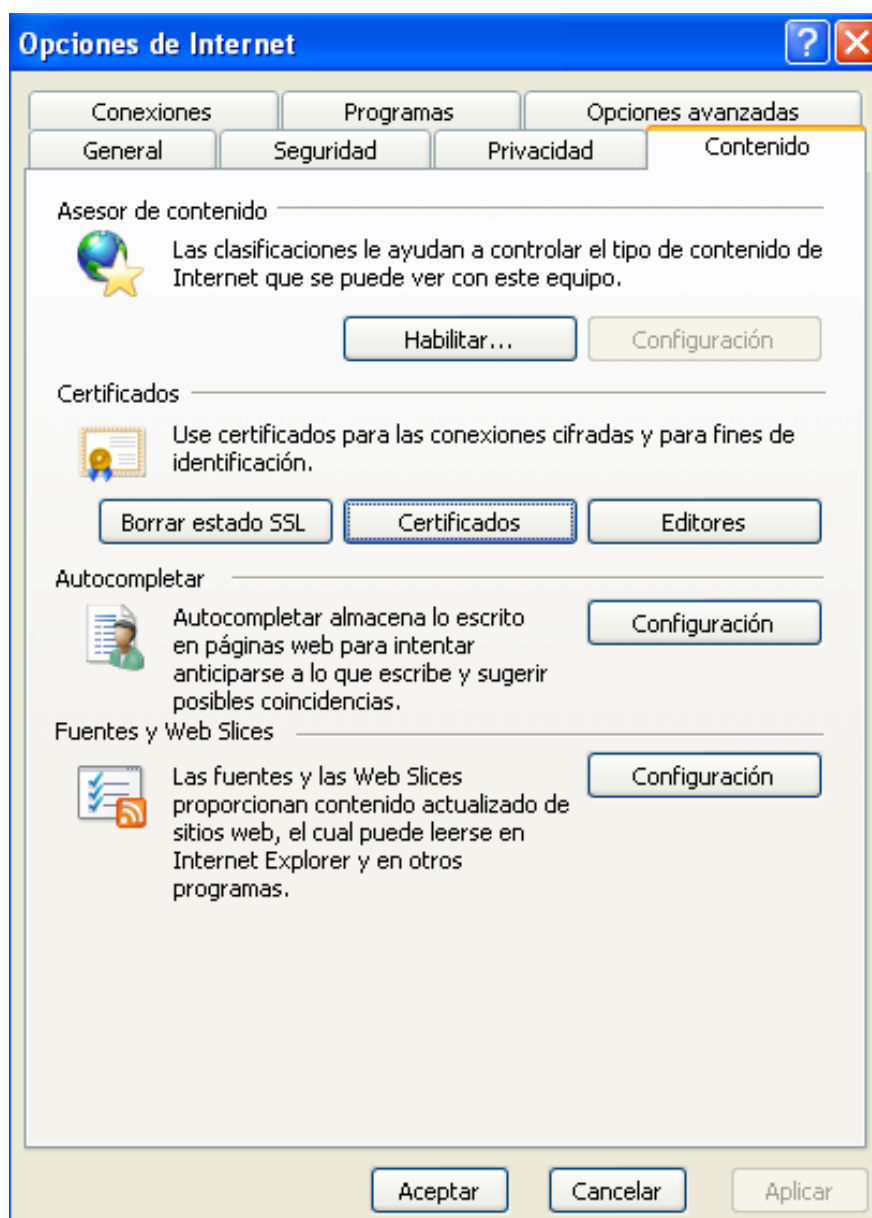 Opciones de Internet
?
Conexiones
Programas
Opciones avanzadas
General
Seguridad
Privacidad
Contenido
Asesor de contenido
Las clasificaciones le ayudan a controlar el tipo de contenido de
Internet que se puede ver con este equipo.
Habilitar...
Configuración
Certificados
Use certificados para las conexiones cifradas y para fines de
identificación.
Borrar estado SSL
Certificados
Editores
Autocompletar
Autocompletar almacena lo escrito
en páginas web para intentar
anticiparse a lo que escribe y sugerir
posibles coincidencias.
Configuración
Fuentes y Web Slices
Las fuentes y las Web Slices
proporcionan contenido actualizado de
sitios web, el cual puede leerse en
Internet Explorer y en otros
programas.
Configuración
Aceptar
Cancelar
Aplicar